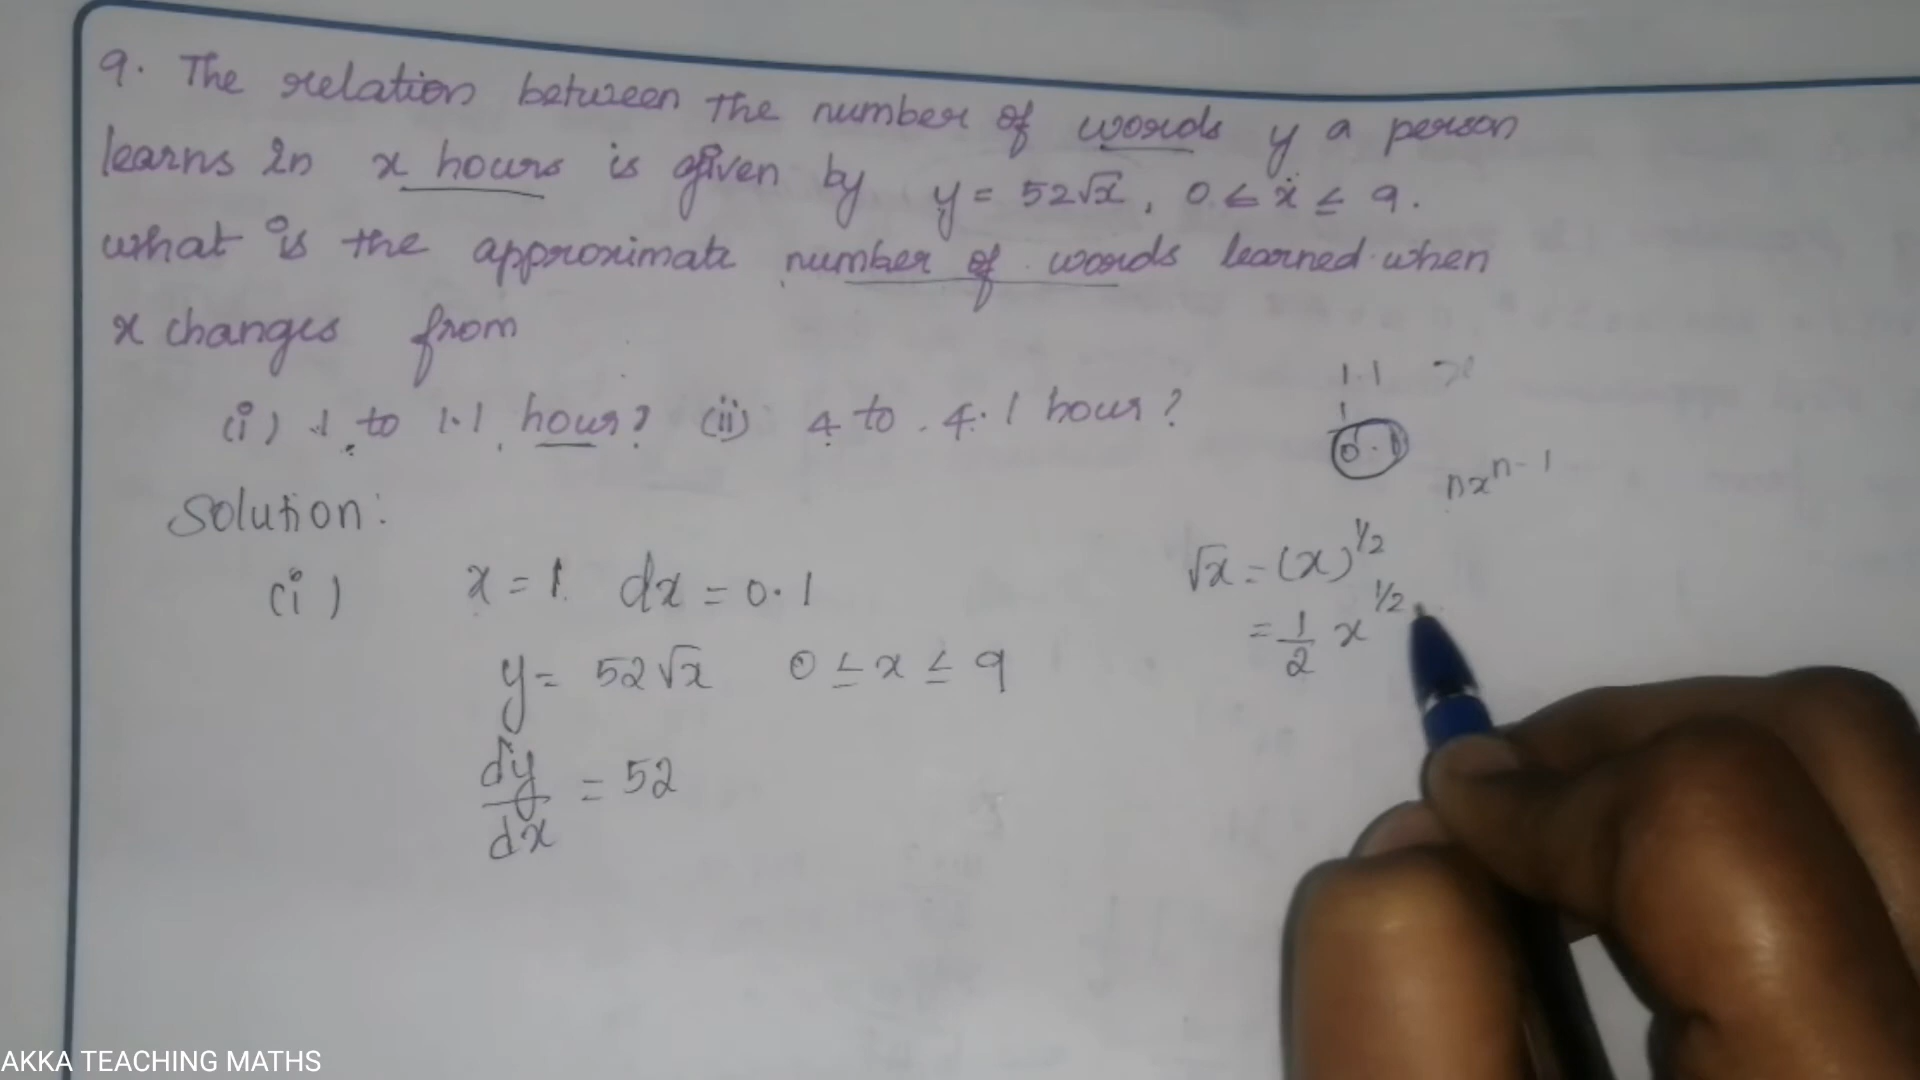 9. The relation between the number of words y a person
learns in x hours is given by y = 52√x, 0 ≤ x ≤ 9.
what is the approximate number of words learned when
x changes from
(i) 1 to 1.1 hour? (ii) 4 to 4.1 hour?
1.1 x
1
0.1
nx^n-1
Solution:
(i) x = 1 dx = 0.1
√x = (x)^1/2
= 1/2 x^1/2
y = 52√x 0 ≤ x ≤ 9
dy/dx = 52
AKKA TEACHING MATHS